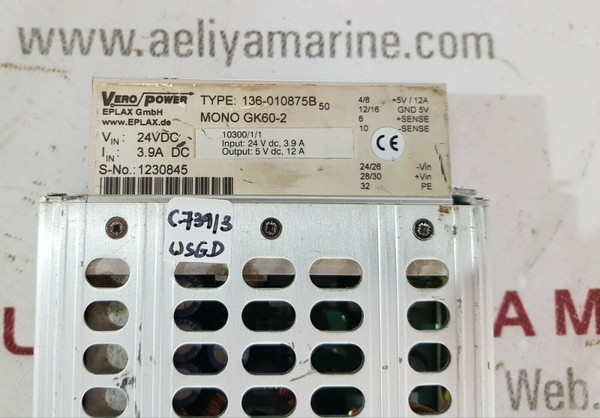 www.aeliyamarine.com
VERO POWER
EPLAX GmbH
www.EPLAX.de
VIN: 24VDC
IIN: 3.9A DC
S-No.: 1230845
TYPE: 136-010875B 50
MONO GK60-2
10300/1/1
Input: 24 V dc, 3.9 A
Output: 5 V dc, 12 A
4/8 +5V / 12A
12/16 GND 5V
6 +SENSE
10 -SENSE
CE
24/26 -Vin
28/30 +Vin
32 PE
C-739/3
WSGD
AM
Web.